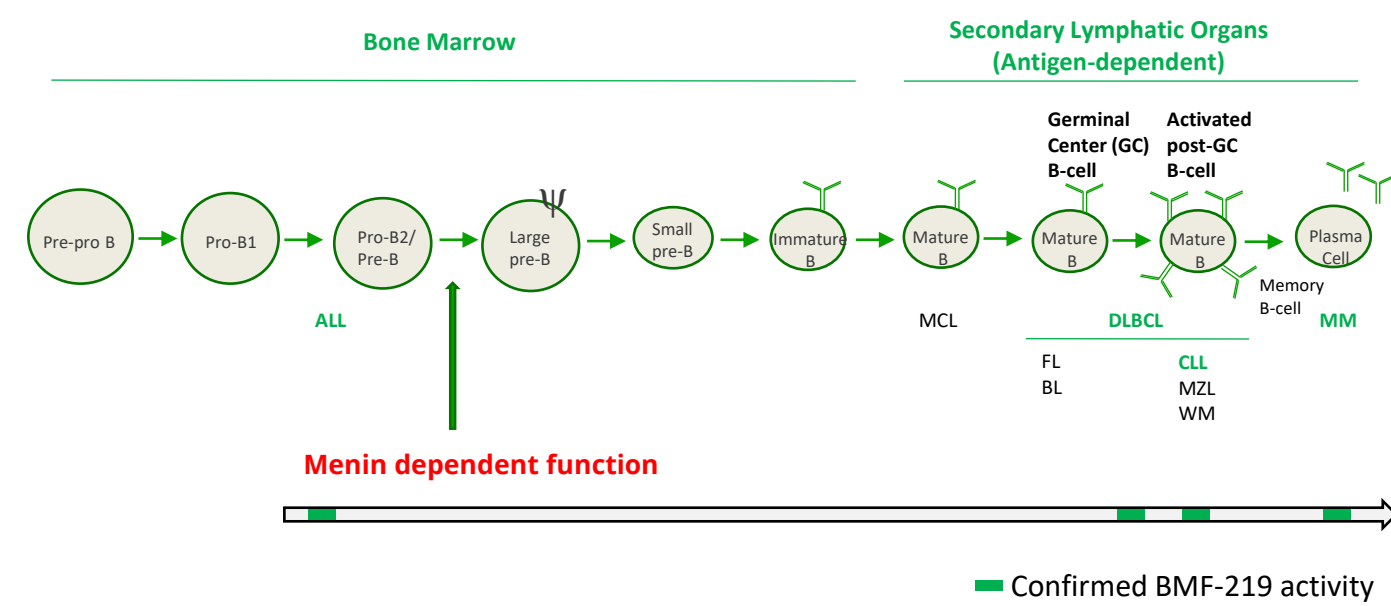 Bone Marrow
Secondary Lymphatic Organs
(Antigen-dependent)
Germinal
Center (GC)
B-cell
Activated
post-GC
B-cell
Pre-pro B
Pro-B1
Pro-B2/
Pre-B
Large
pre-B
ψ
Small
pre-B
Immature
B
Mature
B
Mature
B
Mature
B
Plasma
Cell
Memory
B-cell
ALL
MCL
DLBCL
MM
FL
BL
CLL
MZL
WM
Menin dependent function
Confirmed BMF-219 activity